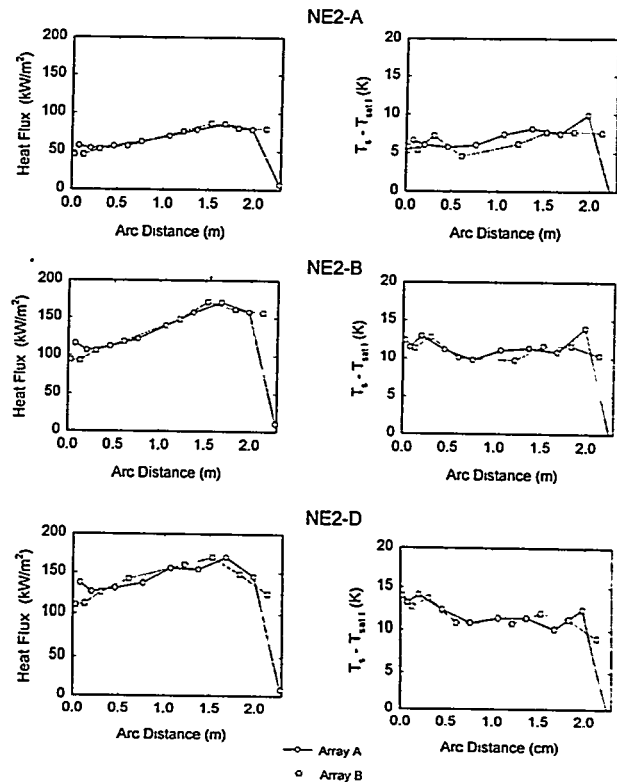 NE2-A
Heat Flux (kW/m²)
200
150
100
50
0
0.0 0.5 1.0 1.5 2.0
Arc Distance (m)
T_s - T_sat I (K)
20
15
10
5
0
0.0 0.5 1.0 1.5 2.0
Arc Distance (m)
NE2-B
Heat Flux (kW/m²)
200
150
100
50
0
0.0 0.5 1.0 1.5 2.0
Arc Distance (m)
T_s - T_sat I (K)
20
15
10
5
0
0.0 0.5 1.0 1.5 2.0
Arc Distance (m)
NE2-D
Heat Flux (kW/m²)
200
150
100
50
0
0.0 0.5 1.0 1.5 2.0
Arc Distance (m)
T_s - T_sat I (K)
20
15
10
5
0
0.0 0.5 1.0 1.5 2.0
Arc Distance (cm)
Array A
Array B